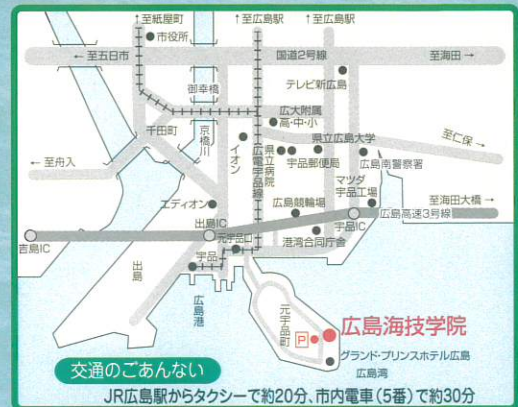 ↑至紙屋町
↑至広島駅
↑至広島駅
市役所
←至五日市
国道2号線
至海田→
テレビ新広島
御幸橋
広大附属
高・中・小
千田町
京橋川
イオン
県立病院
広電宇品線
宇品郵便局
県立広島大学
至仁保→
広島南警察署
←至舟入
マツダ
宇品工場
エディオン
広島競輪場
至海田大橋→
出島IC
広島高速3号線
宇品IC
吉島IC
元宇品口
港湾合同庁舎
宇品
出島
広島港
元宇品町
P
広島海技学院
グランド・プリンスホテル広島
広島湾
交通のごあんない
JR広島駅からタクシーで約20分、市内電車(5番)で約30分